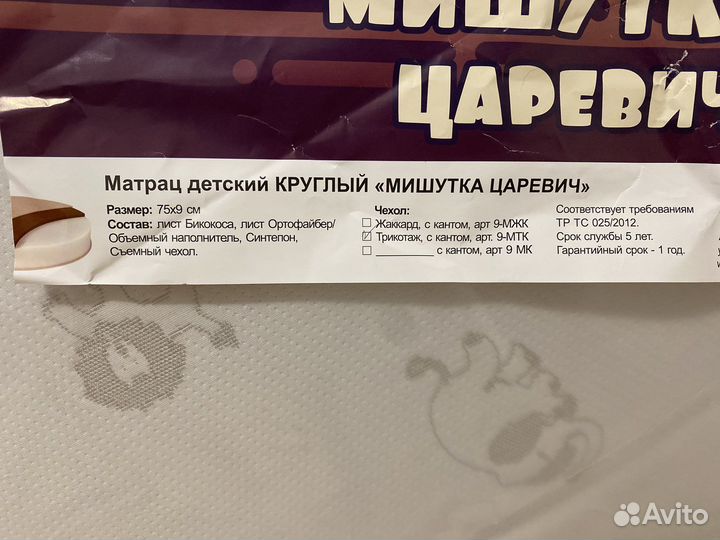 МИШУТК
ЦАРЕВИЧ
Матрац детский КРУГЛЫЙ «МИШУТКА ЦАРЕВИЧ»
Размер: 75х9 см
Состав: лист Бикокоса, лист Ортофайбер/
Объемный наполнитель, Синтепон,
Съемный чехол.
Чехол:
Жаккард, с кантом, арт 9-МЖК
Трикотаж, с кантом, арт. 9-МТК
________ с кантом, арт 9 МК
Соответствует требованиям
ТР ТС 025/2012.
Срок службы 5 лет.
Гарантийный срок - 1 год.
Avito